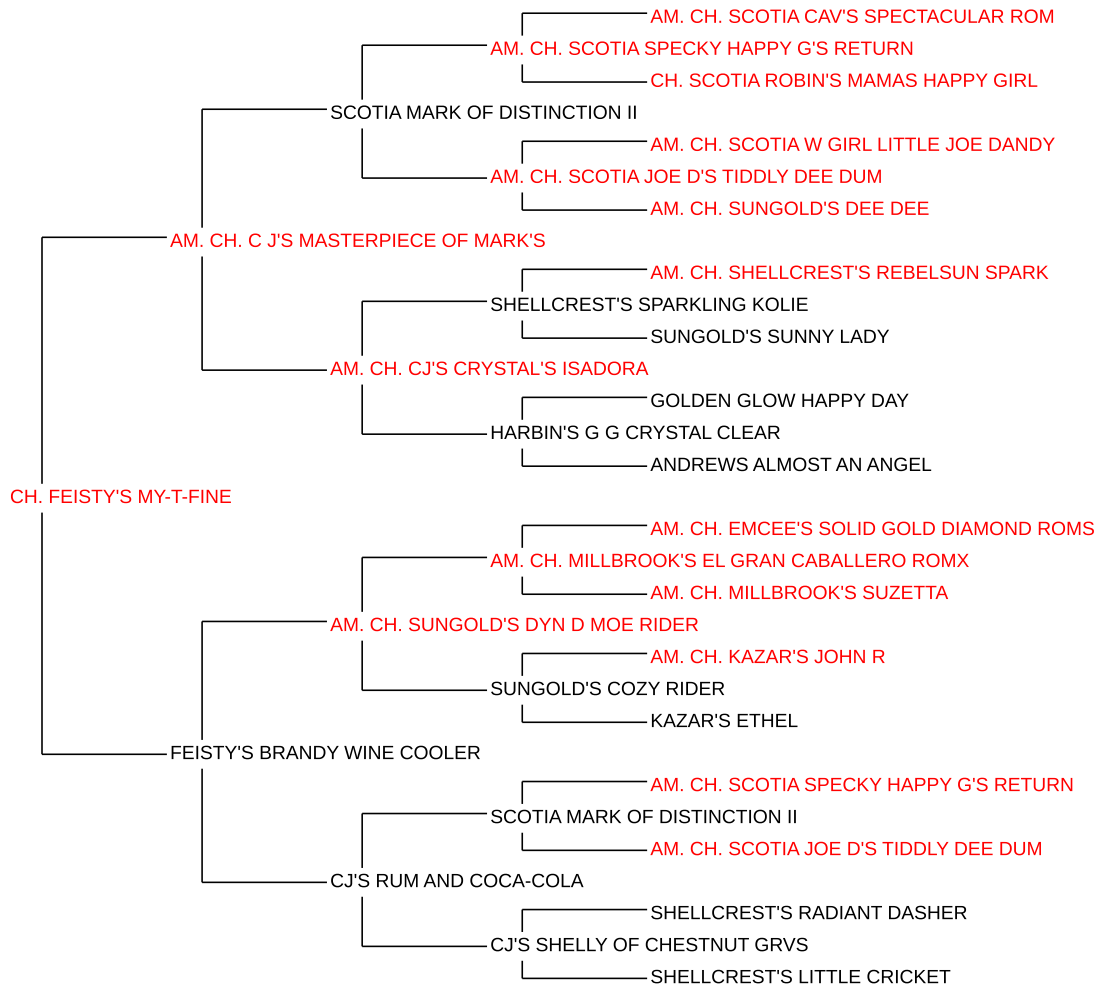 AM. CH. SCOTIA CAV'S SPECTACULAR ROM
AM. CH. SCOTIA SPECKY HAPPY G'S RETURN
CH. SCOTIA ROBIN'S MAMAS HAPPY GIRL
SCOTIA MARK OF DISTINCTION II
AM. CH. SCOTIA W GIRL LITTLE JOE DANDY
AM. CH. SCOTIA JOE D'S TIDDLY DEE DUM
AM. CH. SUNGOLD'S DEE DEE
AM. CH. C J'S MASTERPIECE OF MARK'S
AM. CH. SHELLCREST'S REBELSUN SPARK
SHELLCREST'S SPARKLING KOLIE
SUNGOLD'S SUNNY LADY
AM. CH. CJ'S CRYSTAL'S ISADORA
GOLDEN GLOW HAPPY DAY
HARBIN'S G G CRYSTAL CLEAR
ANDREWS ALMOST AN ANGEL
CH. FEISTY'S MY-T-FINE
AM. CH. EMCEE'S SOLID GOLD DIAMOND ROMS
AM. CH. MILLBROOK'S EL GRAN CABALLERO ROMX
AM. CH. MILLBROOK'S SUZETTA
AM. CH. SUNGOLD'S DYN D MOE RIDER
AM. CH. KAZAR'S JOHN R
SUNGOLD'S COZY RIDER
KAZAR'S ETHEL
FEISTY'S BRANDY WINE COOLER
AM. CH. SCOTIA SPECKY HAPPY G'S RETURN
SCOTIA MARK OF DISTINCTION II
AM. CH. SCOTIA JOE D'S TIDDLY DEE DUM
CJ'S RUM AND COCA-COLA
SHELLCREST'S RADIANT DASHER
CJ'S SHELLY OF CHESTNUT GRVS
SHELLCREST'S LITTLE CRICKET